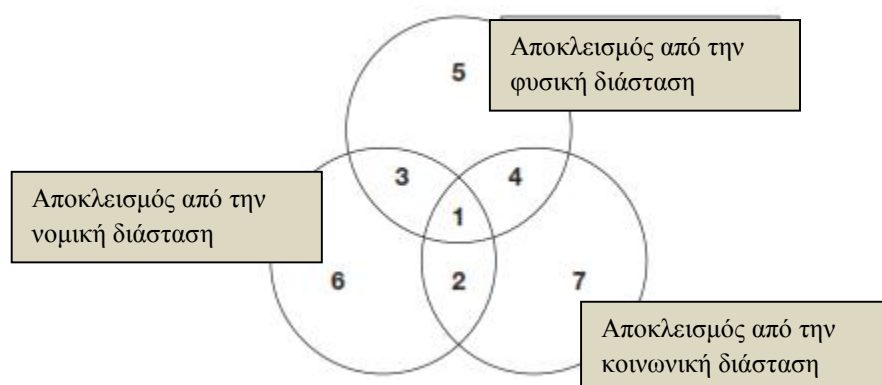 Αποκλεισμός από την
φυσική διάσταση
5
3
4
Αποκλεισμός από την
νομική διάσταση
1
6
2
7
Αποκλεισμός από την
κοινωνική διάσταση